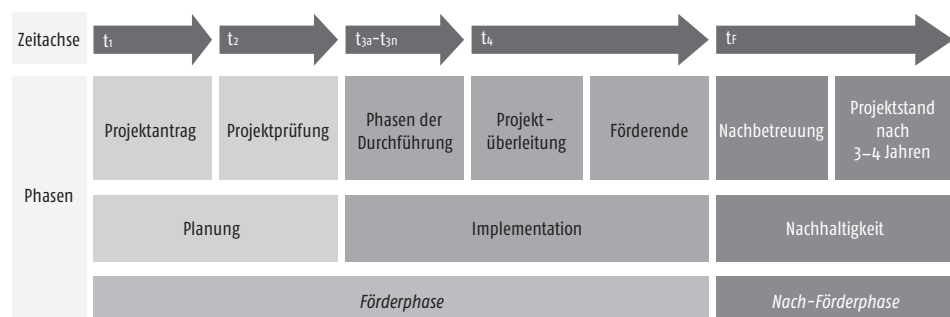 Zeitachse
t1
t2
t3a–t3n
t4
tF
Phasen
Projektantrag
Projektprüfung
Phasen der
Durchführung
Projekt-
überleitung
Förderende
Nachbetreuung
Projektstand
nach
3–4 Jahren
Planung
Implementation
Nachhaltigkeit
Förderphase
Nach-Förderphase